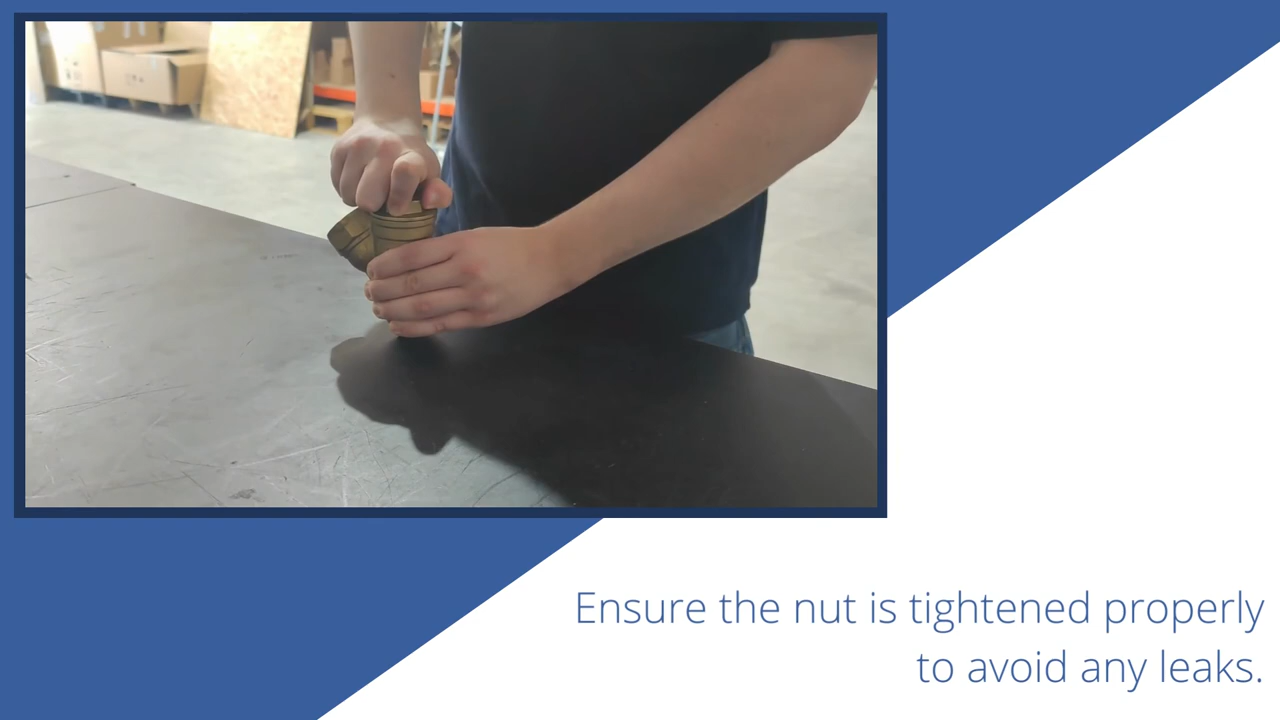 Ensure the nut is tightened properly
to avoid any leaks.